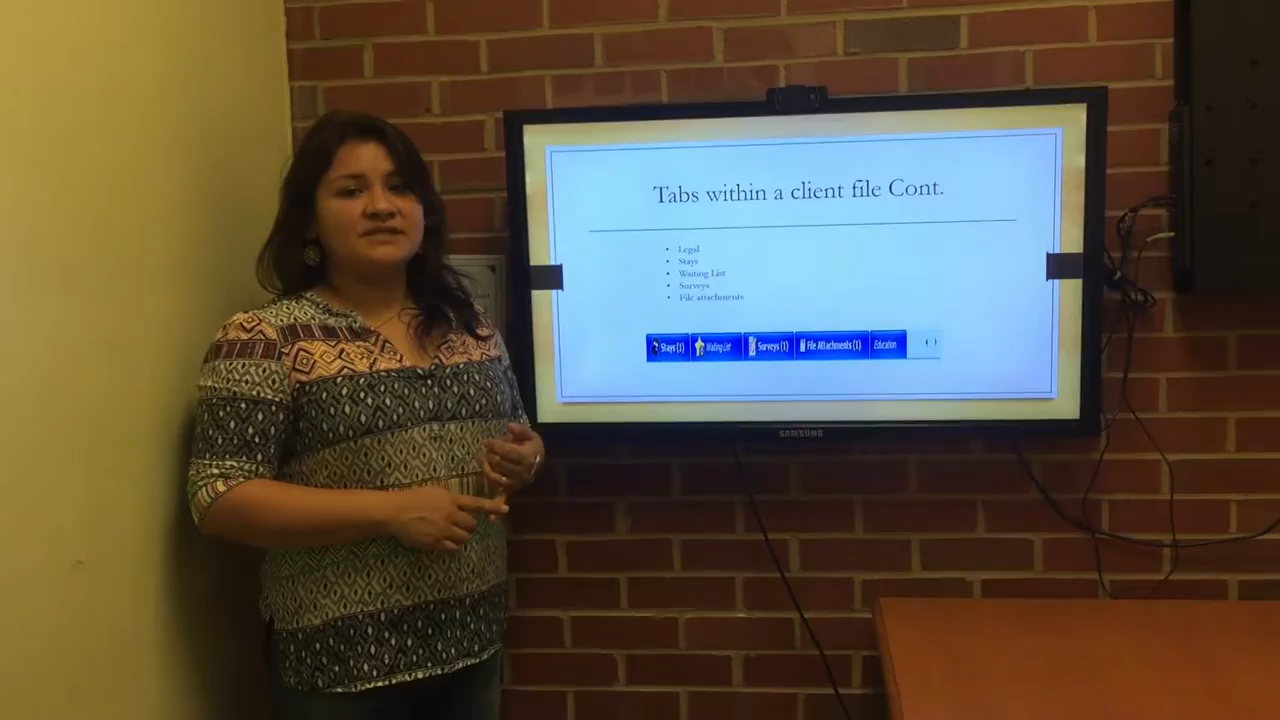 Tabs within a client file Cont.
• Legal
• Stays
• Waiting List
• Surveys
• File attachments
Stays (1) Waiting List Surveys (1) File Attachments (1) Education
SAMSUNG